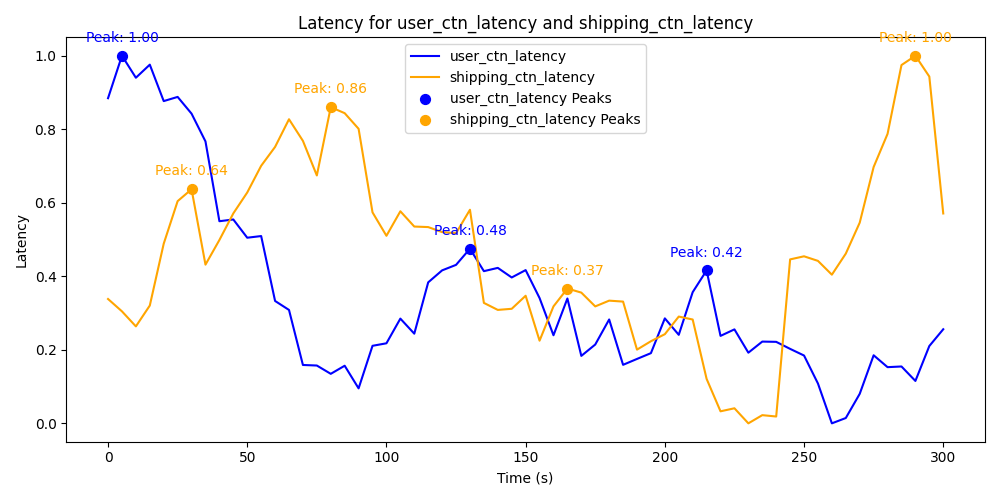 Latency for user_ctn_latency and shipping_ctn_latency
Peak: 1.00
Peak: 1.00
user_ctn_latency
shipping_ctn_latency
user_ctn_latency Peaks
shipping_ctn_latency Peaks
Peak: 0.86
Peak: 0.64
Peak: 0.48
Peak: 0.42
Peak: 0.37
1.0
0.8
0.6
0.4
0.2
0.0
Latency
0 50 100 150 200 250 300
Time (s)